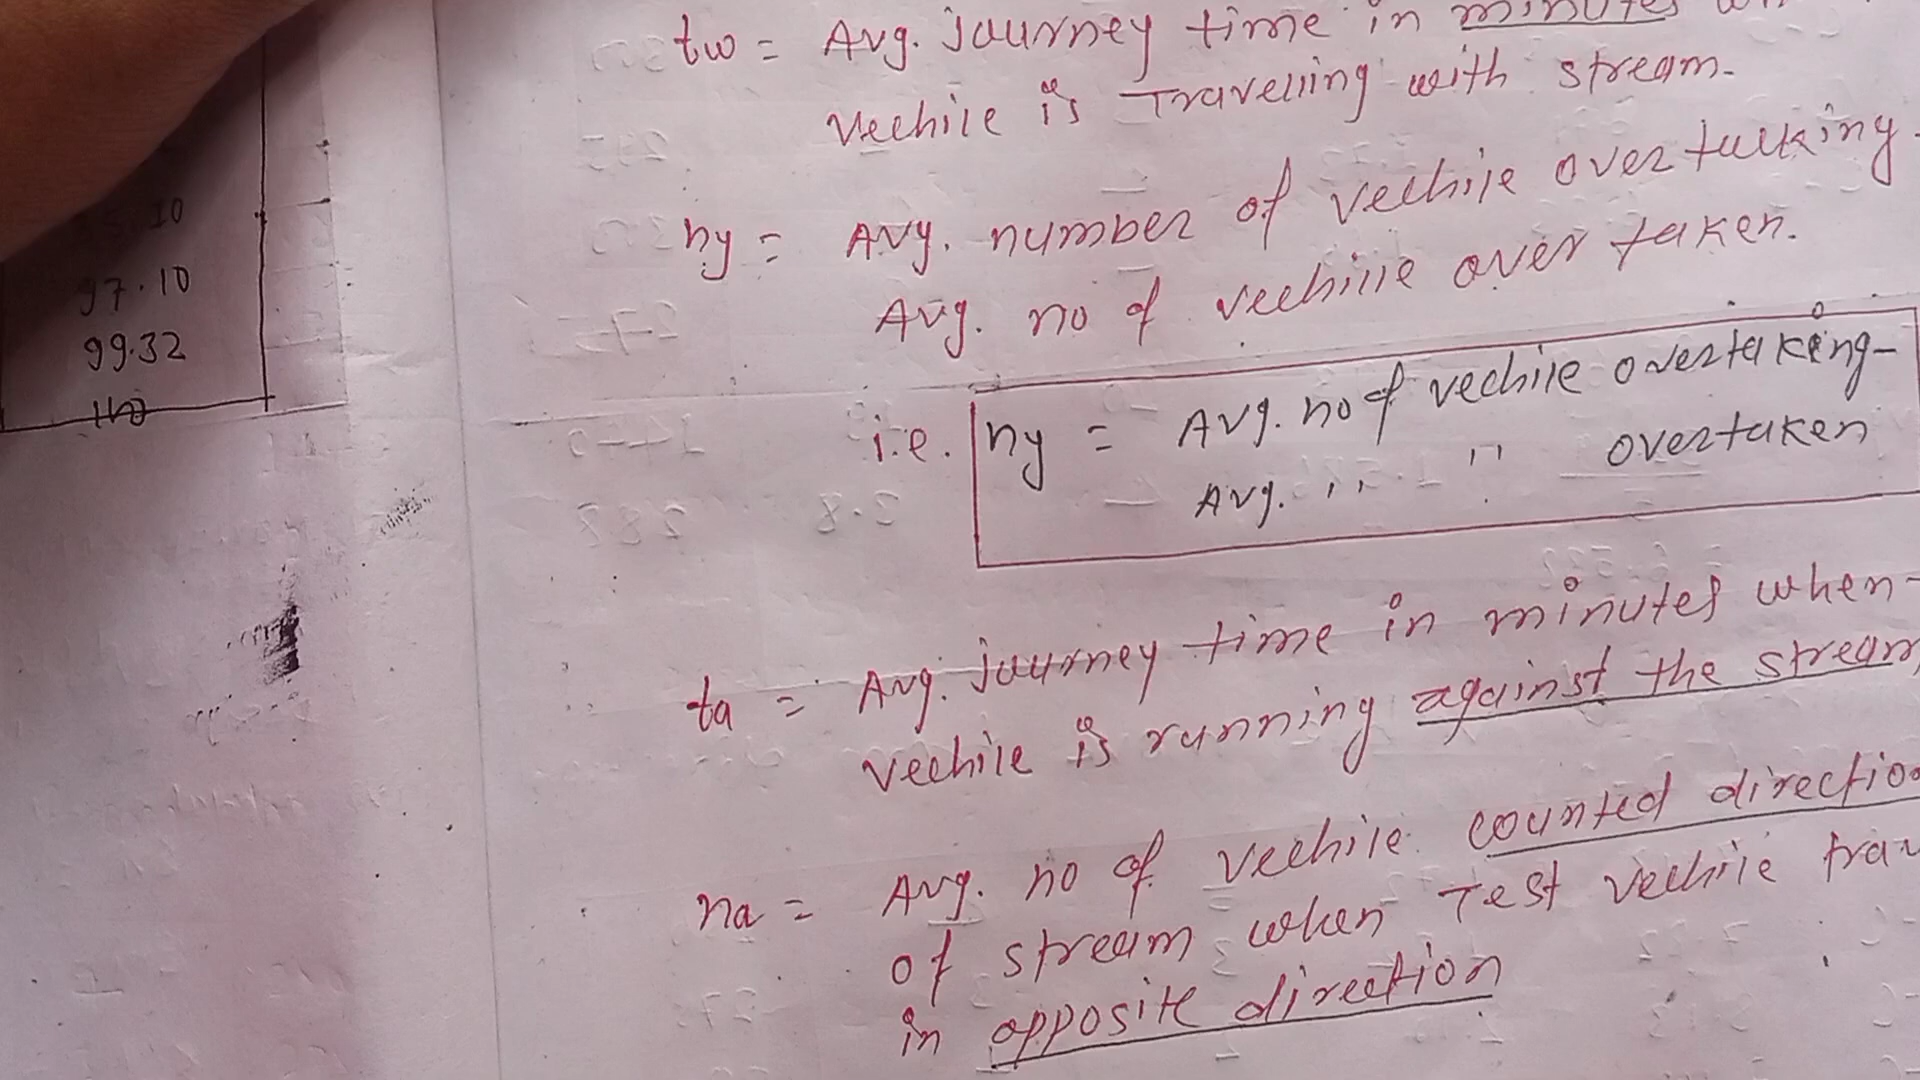 tw = Avg. journey time in minutes
vechile is Travelling with stream.
ny = Avg. number of vechile overtaking-
Avg. no of vechile over taken.
i.e. ny = Avg. no of vechile overtaking-
Avg. ,, ,, overtaken
ta = Avg. journey time in minutes when-
vechile is running against the stream
na = Avg. no of vechile counted direction
of stream when Test vechile
in opposite direction
97.10
99.32